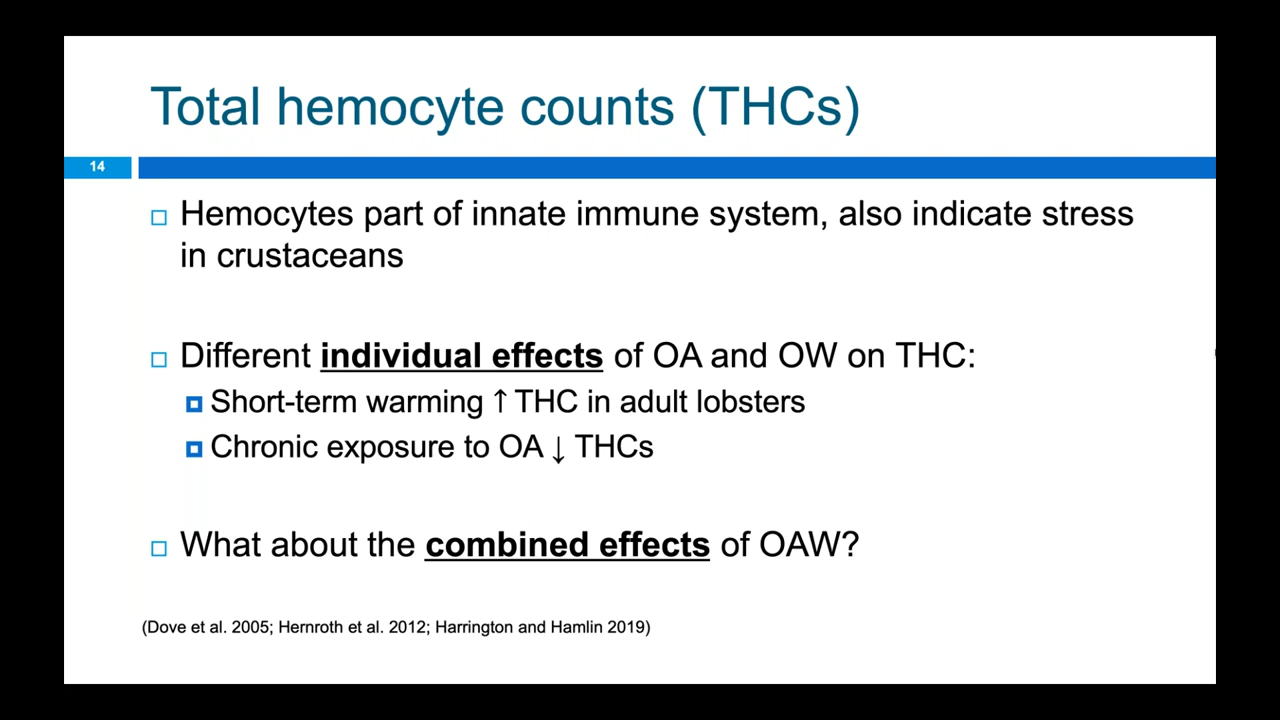 Total hemocyte counts (THCs)
14
Hemocytes part of innate immune system, also indicate stress
in crustaceans
Different individual effects of OA and OW on THC:
Short-term warming ↑ THC in adult lobsters
Chronic exposure to OA ↓ THCs
What about the combined effects of OAW?
(Dove et al. 2005; Hernroth et al. 2012; Harrington and Hamlin 2019)